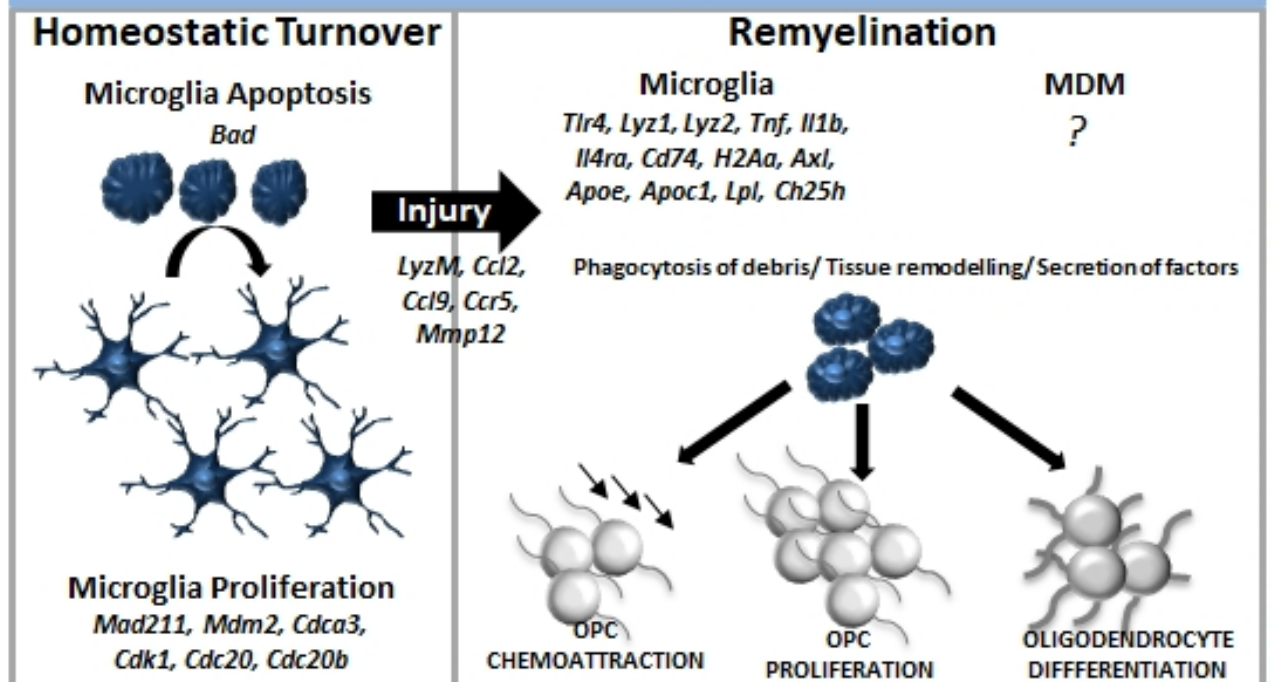 Homeostatic Turnover
Microglia Apoptosis
Bad
Microglia Proliferation
Mad211, Mdm2, Cdca3,
Cdk1, Cdc20, Cdc20b
Injury
LyzM, Ccl2,
Ccl9, Ccr5,
Mmp12
Remyelination
Microglia
Tlr4, Lyz1, Lyz2, Tnf, Il1b,
Il4ra, Cd74, H2Aa, Axl,
Apoe, Apoc1, Lpl, Ch25h
MDM
?
Phagocytosis of debris/ Tissue remodelling/ Secretion of factors
OPC
CHEMOATTRACTION
OPC
PROLIFERATION
OLIGODENDROCYTE
DIFFFERENTIATION